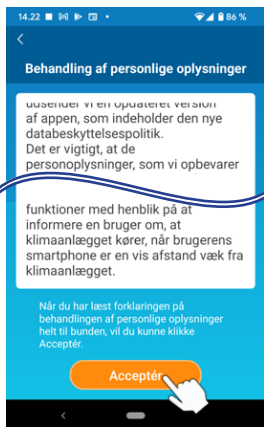 14.22
86 %
Behandling af personlige oplysninger
udsender vi en opdateret version
af appen, som indeholder den nye
databeskyttelsespolitik.
Det er vigtigt, at de
personoplysninger, som vi opbevarer
funktioner med henblik på at
informere en bruger om, at
klimaanlægget kører, når brugerens
smartphone er en vis afstand væk fra
klimaanlægget.
Når du har læst forklaringen på
behandlingen af personlige oplysninger
helt til bunden, vil du kunne klikke
Acceptér.
Acceptér